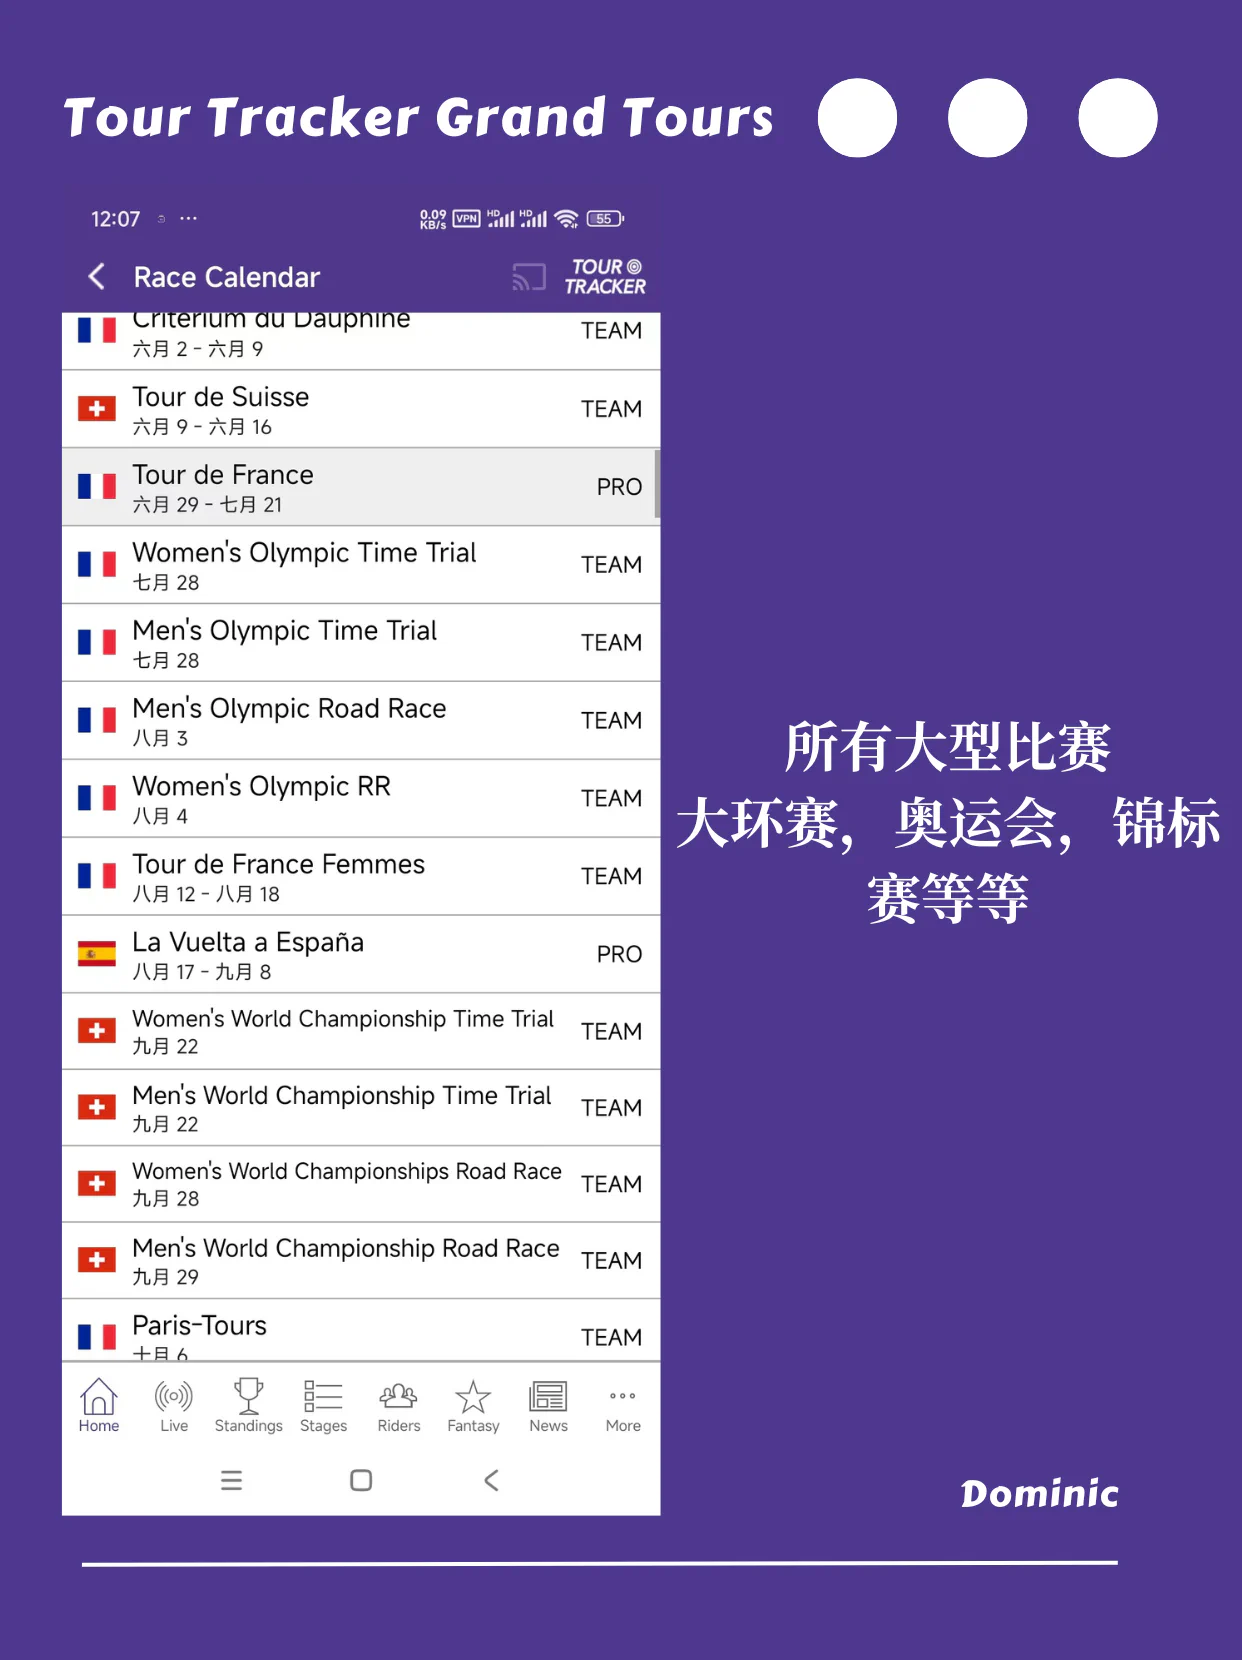 Tour Tracker Grand Tours
12:07 ...
0.09 KB/s VPN HD HD 55
Race Calendar
TOUR TRACKER
Critérium du Dauphiné
TEAM
六月 2 - 六月 9
Tour de Suisse
TEAM
六月 9 - 六月 16
Tour de France
PRO
六月 29 - 七月 21
Women's Olympic Time Trial
TEAM
七月 28
Men's Olympic Time Trial
TEAM
七月 28
Men's Olympic Road Race
TEAM
八月 3
Women's Olympic RR
TEAM
八月 4
Tour de France Femmes
TEAM
八月 12 - 八月 18
La Vuelta a España
PRO
八月 17 - 九月 8
Women's World Championship Time Trial
TEAM
九月 22
Men's World Championship Time Trial
TEAM
九月 22
Women's World Championships Road Race
TEAM
九月 28
Men's World Championship Road Race
TEAM
九月 29
Paris-Tours
TEAM
十月 6
Home Live Standings Stages Riders Fantasy News More
所有大型比赛
大环赛，奥运会，锦标
赛等等
Dominic